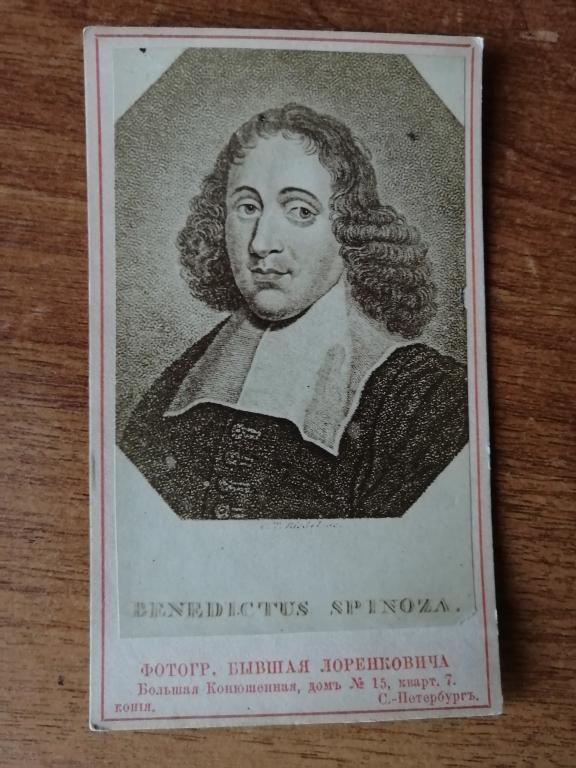 BENEDICTUS SPINOZA.
ФОТОГР. БЫВШАЯ ЛОРЕНКОВИЧА
Большая Конюшенная, домъ № 15, кварт. 7.
копія. С.-Петербургъ.